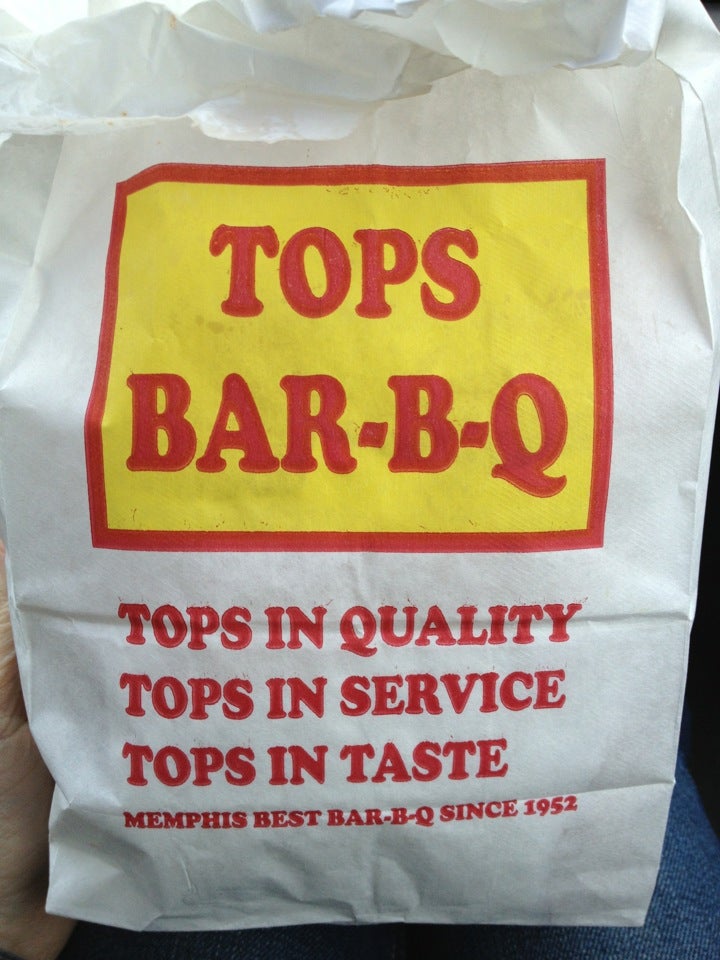 TOPS
BAR-B-Q
TOPS IN QUALITY
TOPS IN SERVICE
TOPS IN TASTE
MEMPHIS BEST BAR-B-Q SINCE 1952